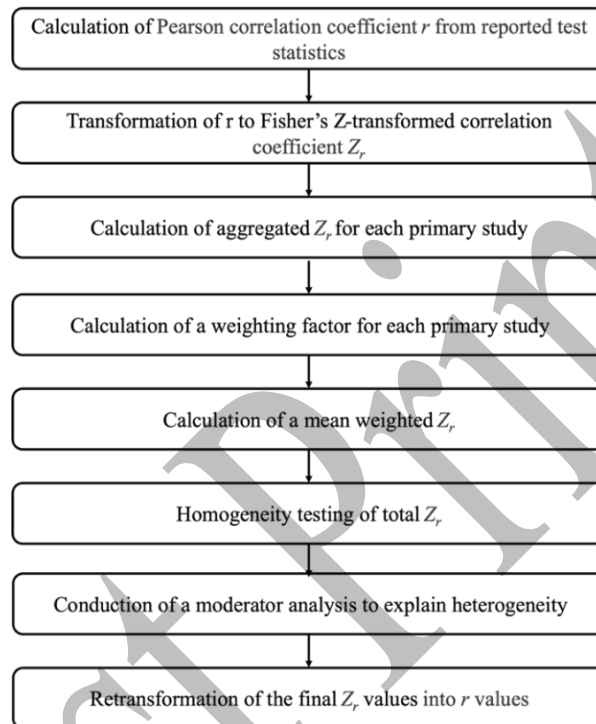 Calculation of Pearson correlation coefficient r from reported test
statistics
Transformation of r to Fisher's Z-transformed correlation
coefficient Zr
Calculation of aggregated Zr for each primary study
Calculation of a weighting factor for each primary study
Calculation of a mean weighted Zr
Homogeneity testing of total Zr
Conduction of a moderator analysis to explain heterogeneity
Retransformation of the final Zr values into r values